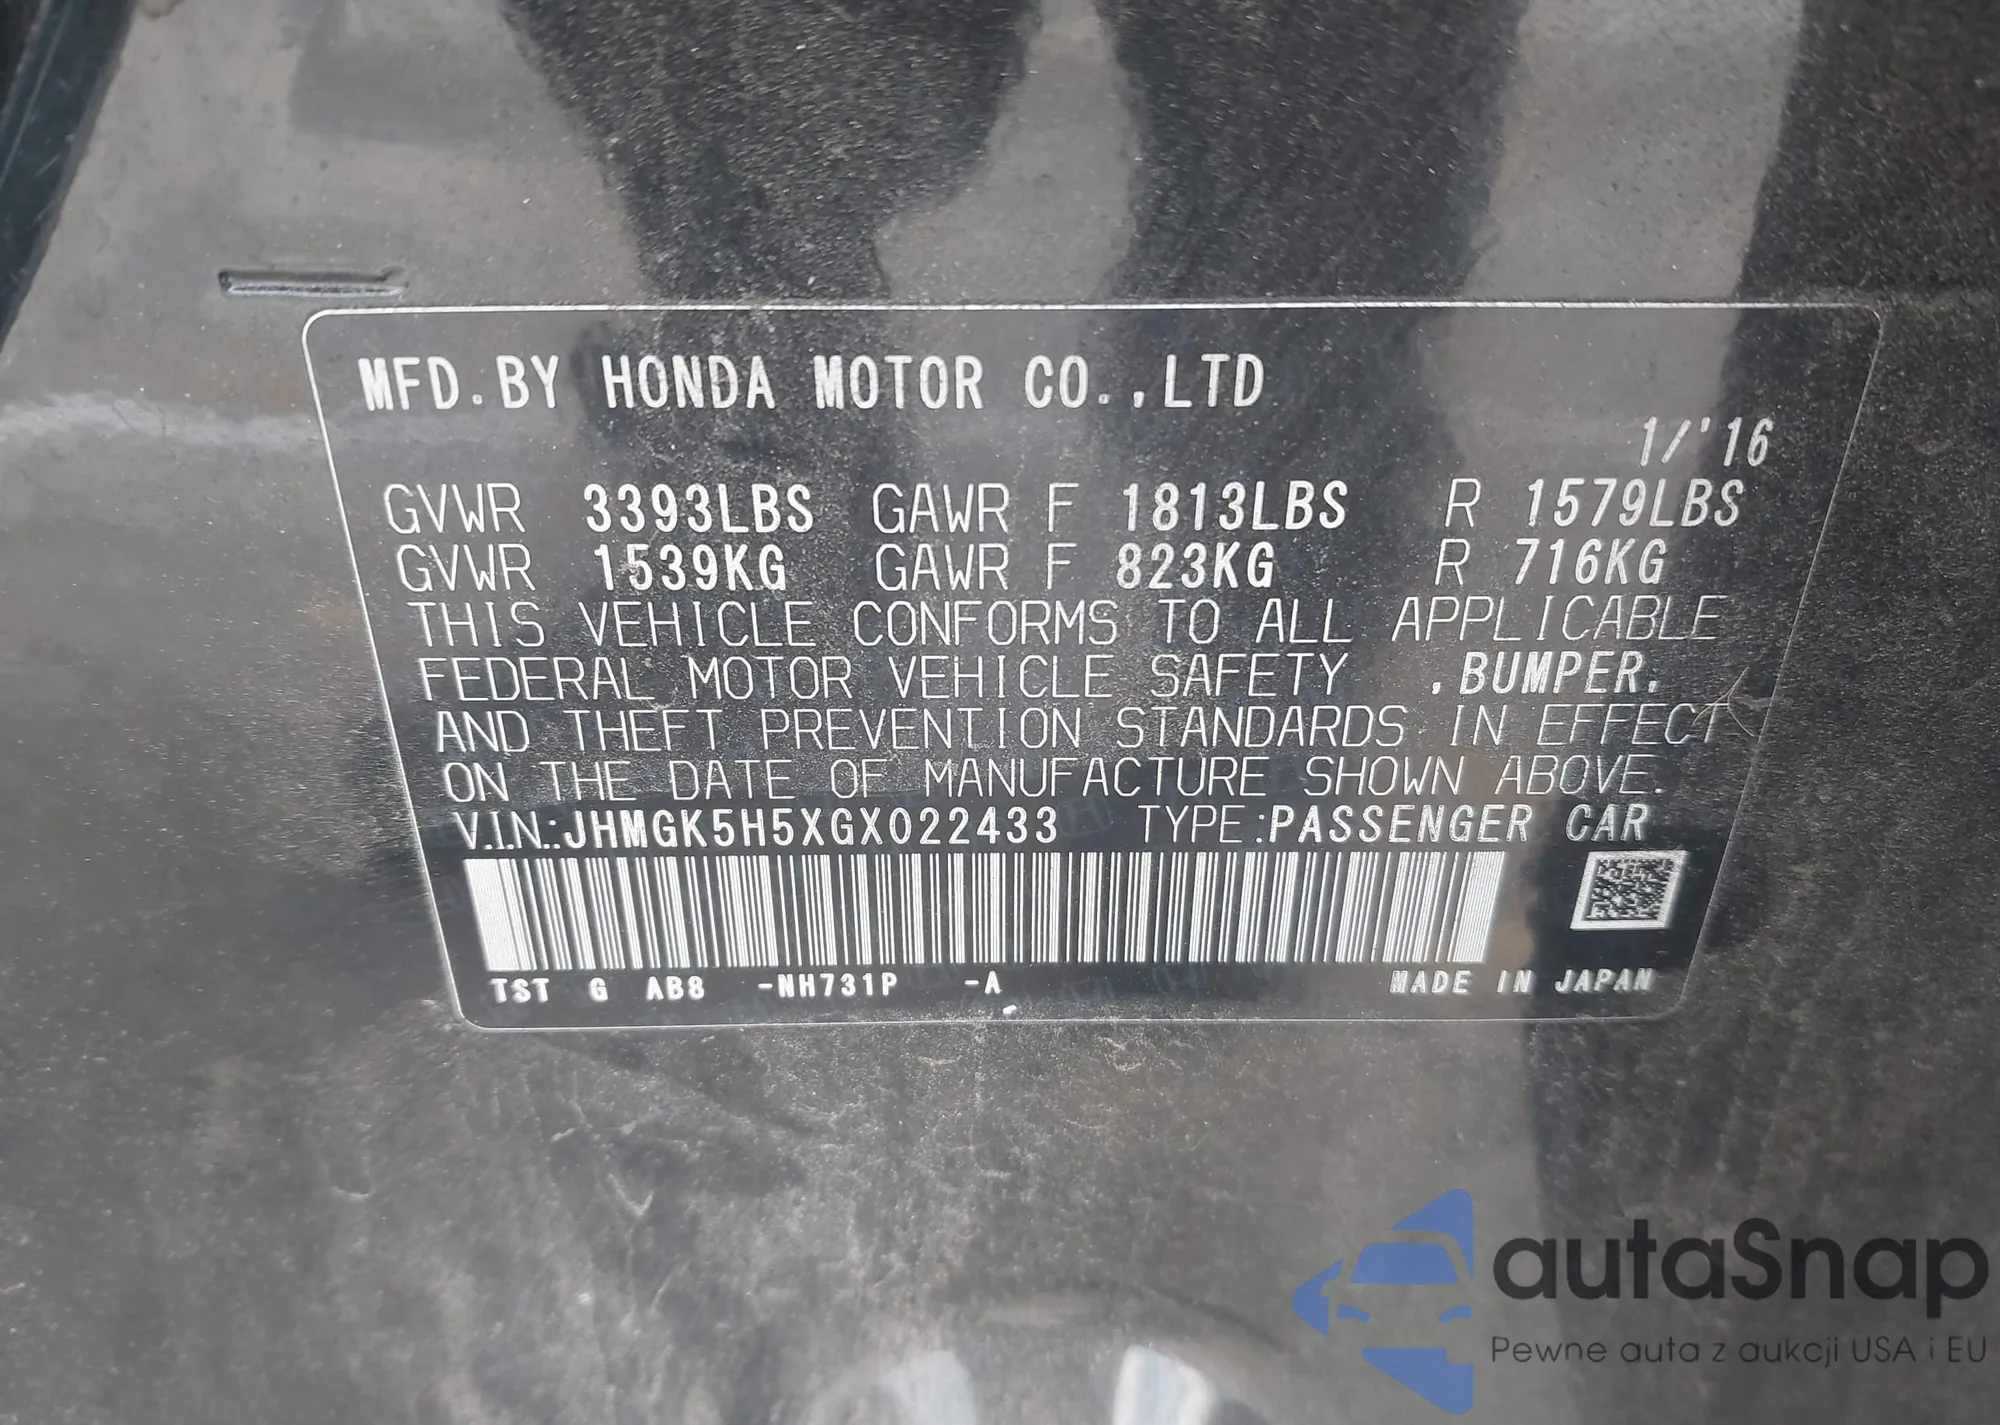 MFD.BY HONDA MOTOR CO.,LTD
1/'16
GVWR 3393LBS GAWR F 1813LBS R 1579LBS
GVWR 1539KG GAWR F 823KG R 716KG
THIS VEHICLE CONFORMS TO ALL APPLICABLE
FEDERAL MOTOR VEHICLE SAFETY ,BUMPER,
AND THEFT PREVENTION STANDARDS IN EFFECT
ON THE DATE OF MANUFACTURE SHOWN ABOVE.
V.I.N.:JHMGK5H5XGX022433 TYPE:PASSENGER CAR
TST G AB8 -NH731P -A MADE IN JAPAN
autaSnap
Pewne auta z aukcji USA i EU